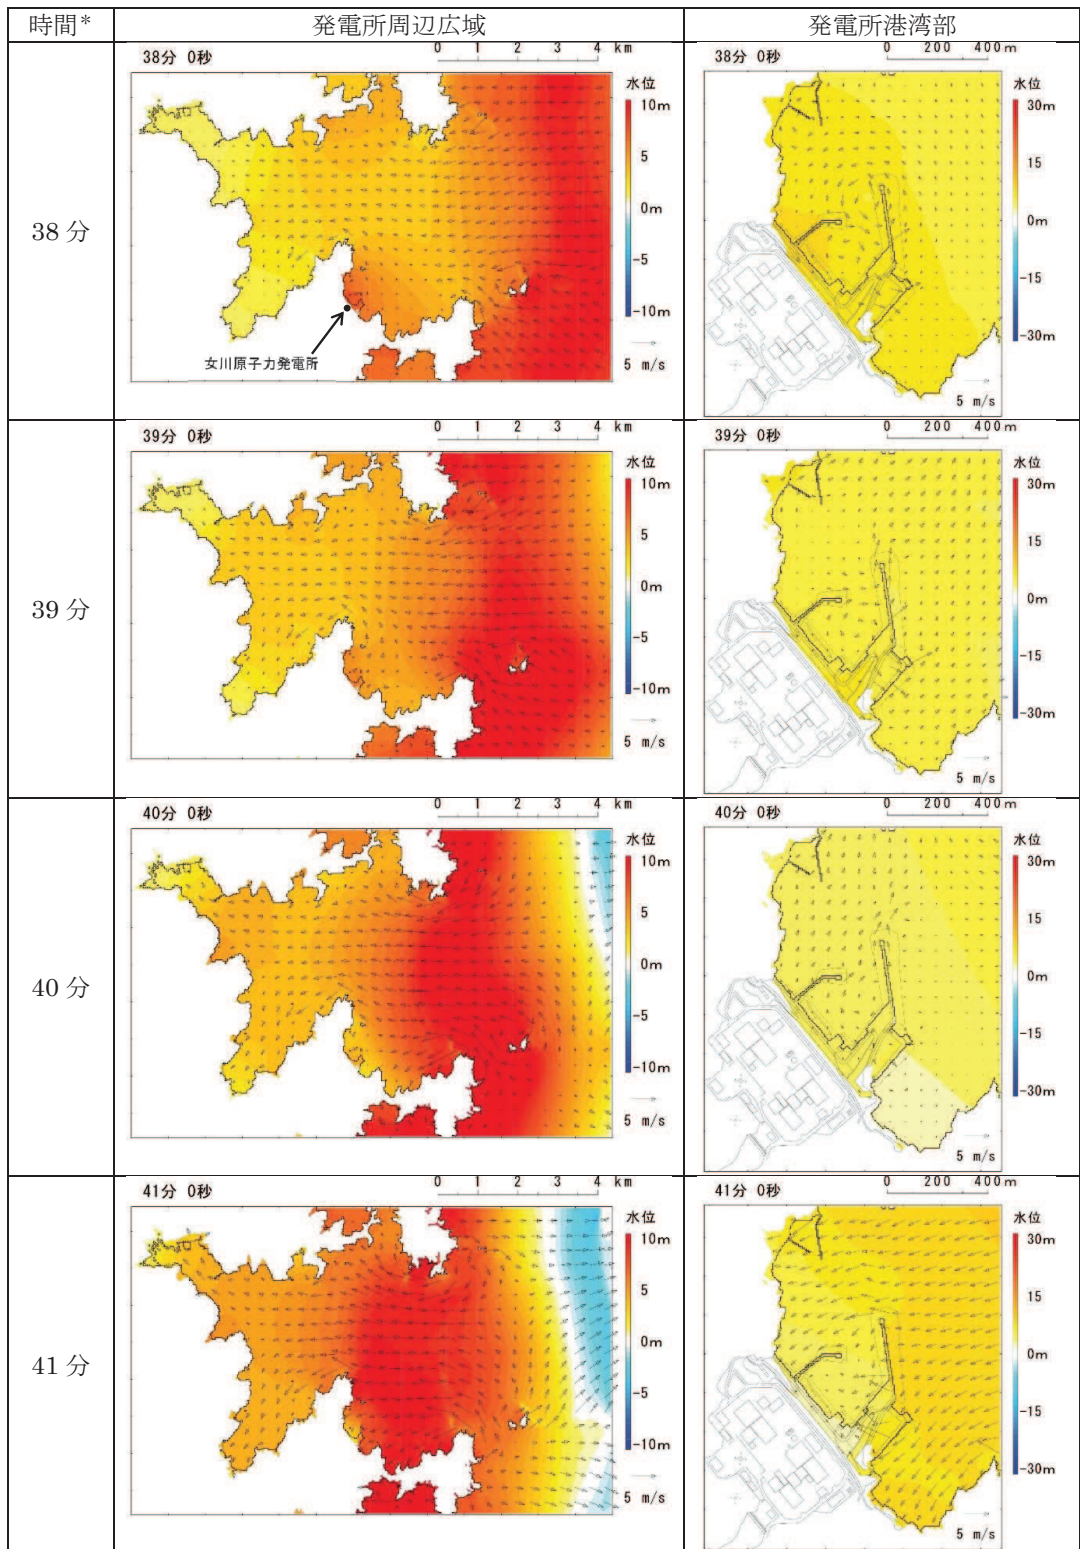 時間* 発電所周辺広域 発電所港湾部
38分
38分 0秒 0 1 2 3 4 km
水位
10m
5
0m
-5
-10m
5 m/s
女川原子力発電所
38分 0秒 0 200 400m
水位
30m
15
0m
-15
-30m
5 m/s
39分
39分 0秒 0 1 2 3 4 km
水位
10m
5
0m
-5
-10m
5 m/s
39分 0秒 0 200 400m
水位
30m
15
0m
-15
-30m
5 m/s
40分
40分 0秒 0 1 2 3 4 km
水位
10m
5
0m
-5
-10m
5 m/s
40分 0秒 0 200 400m
水位
30m
15
0m
-15
-30m
5 m/s
41分
41分 0秒 0 1 2 3 4 km
水位
10m
5
0m
-5
-10m
5 m/s
41分 0秒 0 200 400m
水位
30m
15
0m
-15
-30m
5 m/s